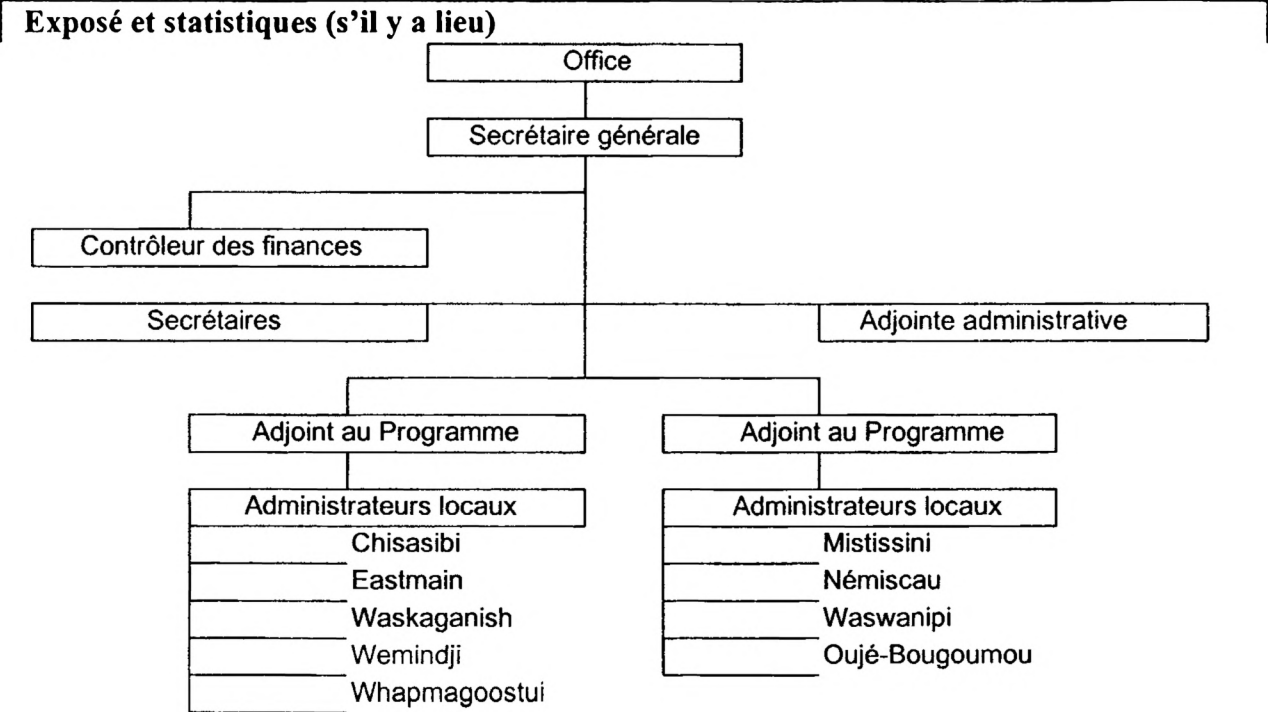 Exposé et statistiques (s’il y a lieu)
Office
Secrétaire générale
Contrôleur des finances
Secrétaires
Adjointe administrative
Adjoint au Programme
Administrateurs locaux
Chisasibi
Eastmain
Waskaganish
Wemindji
Whapmagoostui
Adjoint au Programme
Administrateurs locaux
Mistissini
Némiscau
Waswanipi
Oujé-Bougoumou